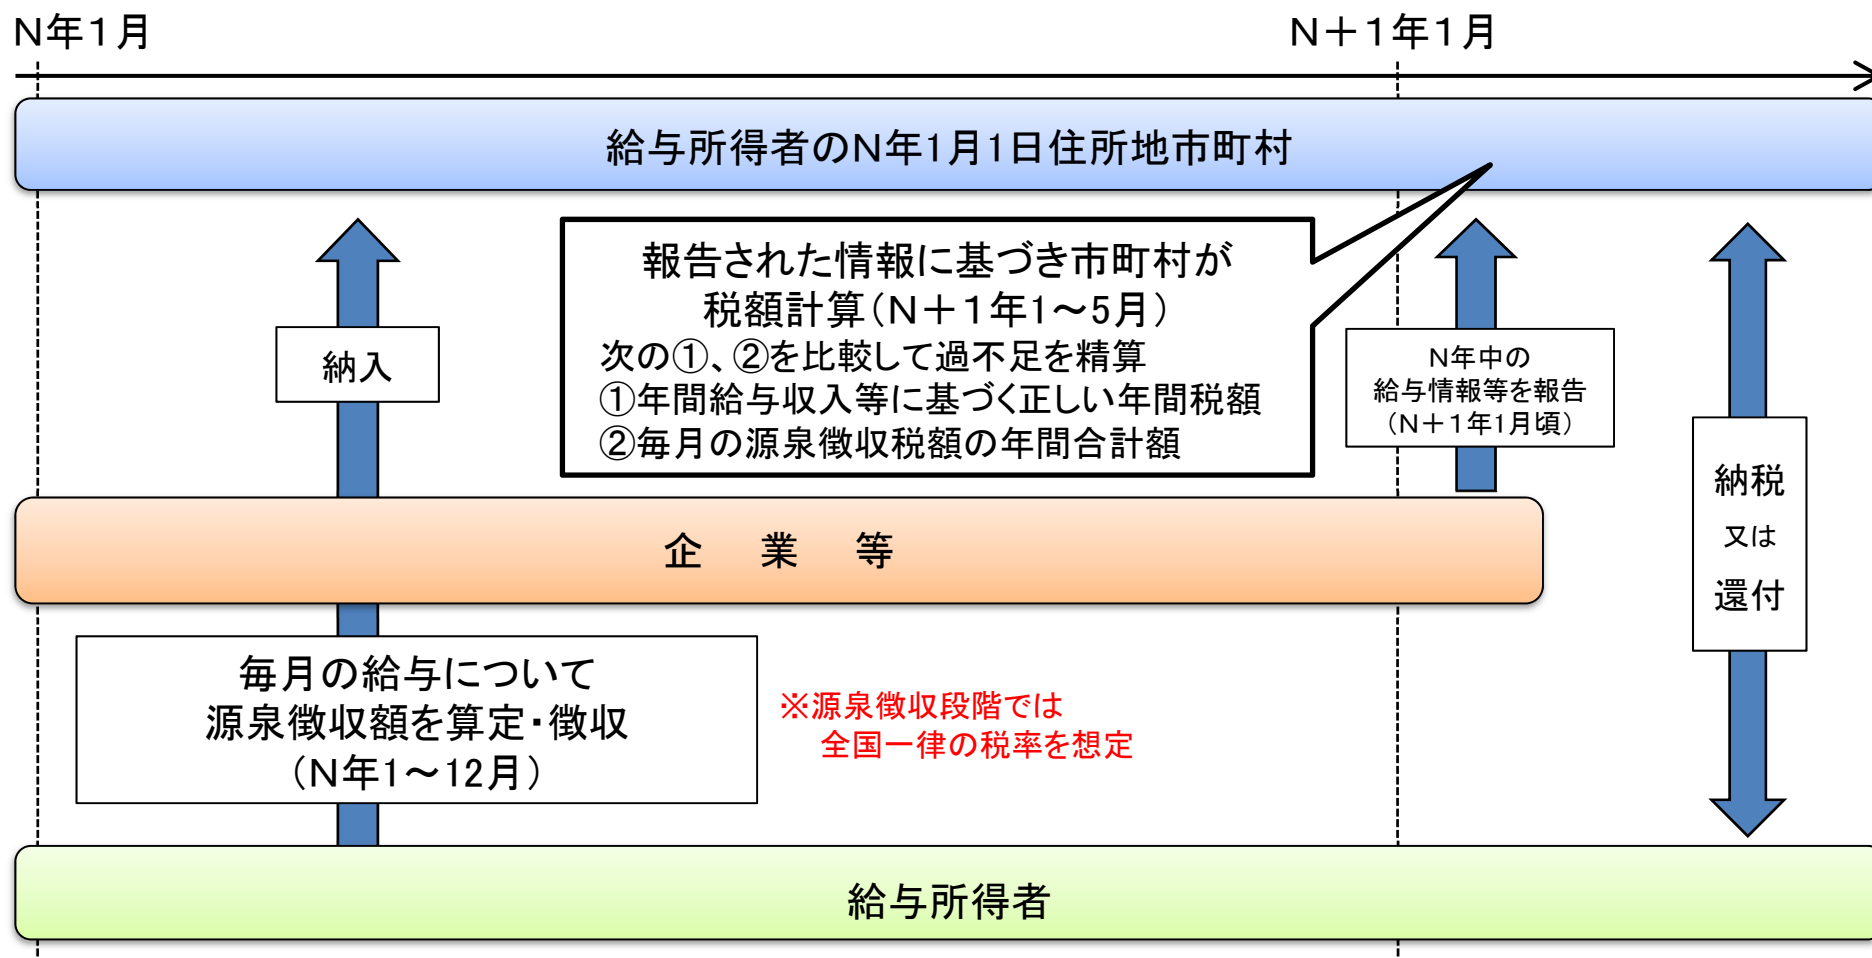 N年1月
N＋1年1月
給与所得者のN年1月1日住所地市町村
報告された情報に基づき市町村が
税額計算（N＋1年1～5月）
次の①、②を比較して過不足を精算
①年間給与収入等に基づく正しい年間税額
②毎月の源泉徴収税額の年間合計額
納入
N年中の
給与情報等を報告
（N＋1年1月頃）
納税
又は
還付
企　業　等
毎月の給与について
源泉徴収額を算定・徴収
（N年1～12月）
※源泉徴収段階では
全国一律の税率を想定
給与所得者